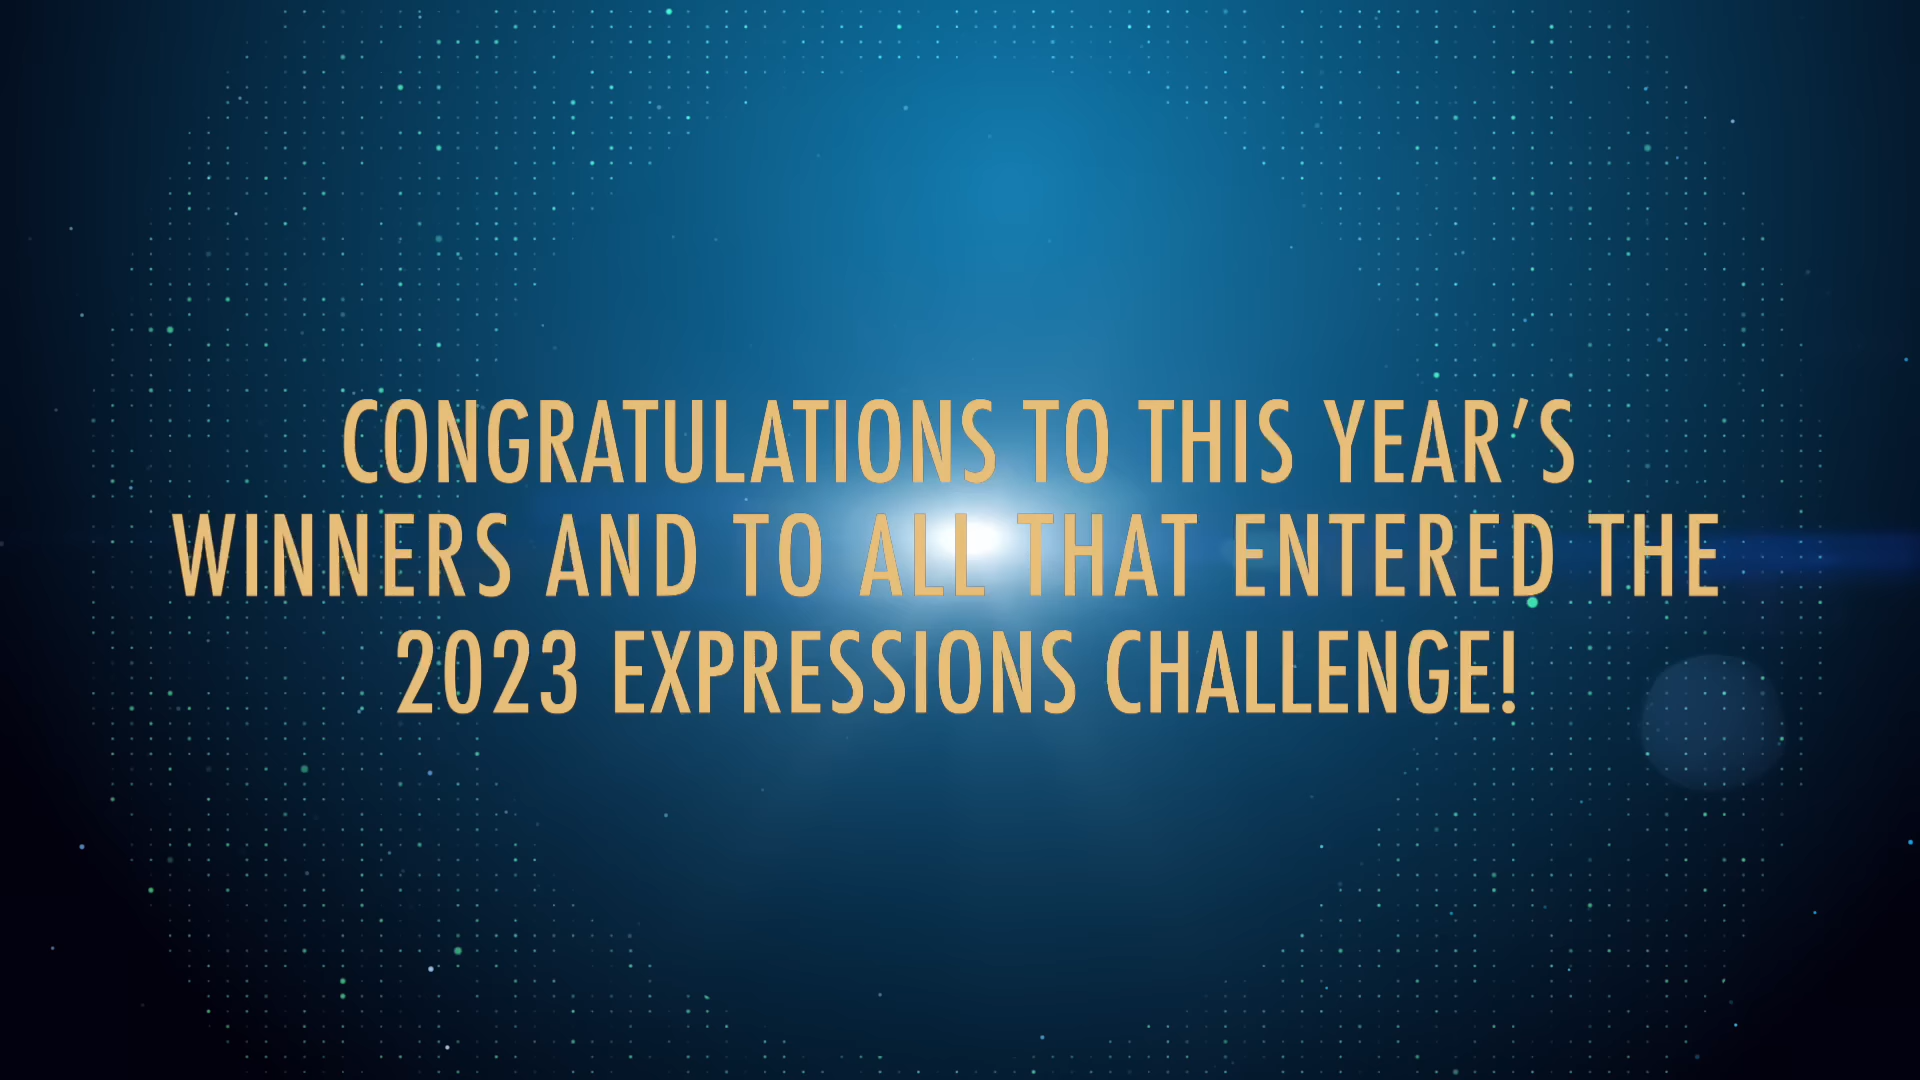 CONGRATULATIONS TO THIS YEAR’S
WINNERS AND TO ALL THAT ENTERED THE
2023 EXPRESSIONS CHALLENGE!